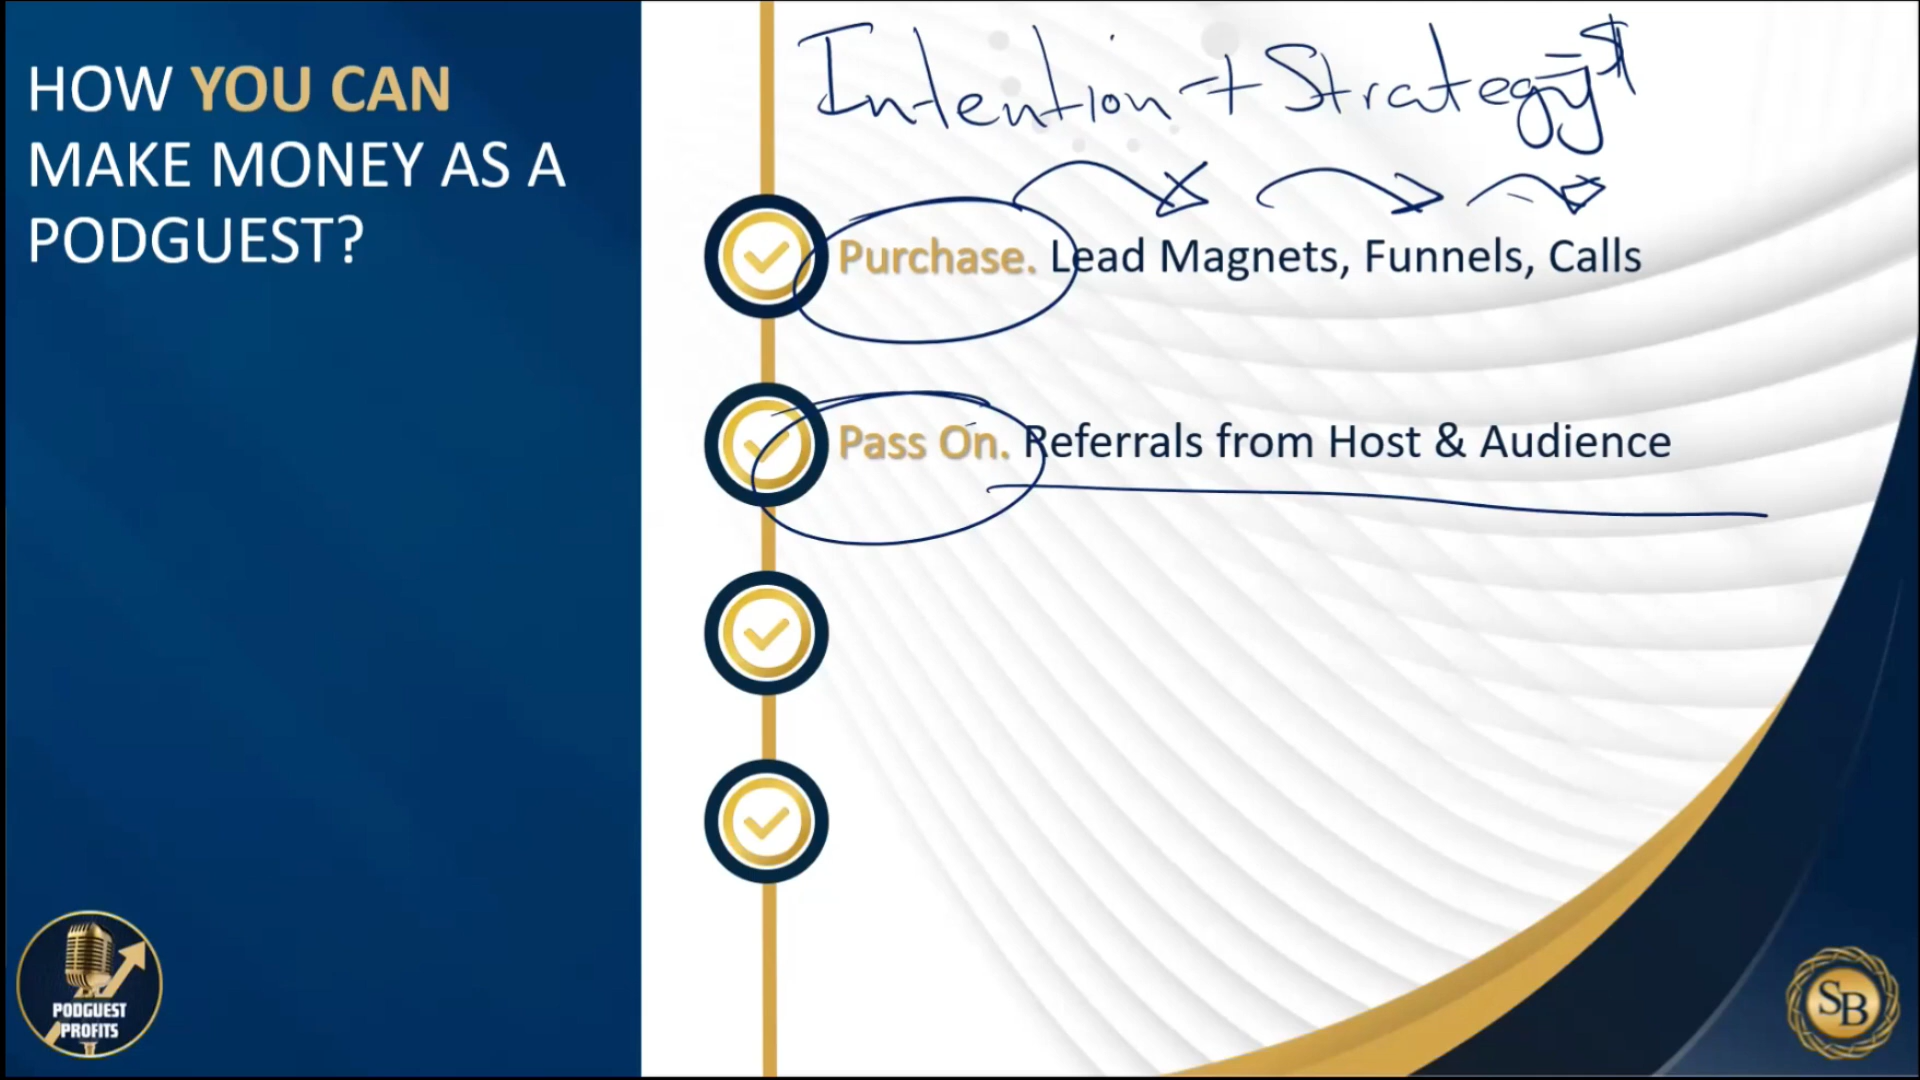 HOW YOU CAN
MAKE MONEY AS A
PODGUEST?
Intention + Strategy = $
Purchase. Lead Magnets, Funnels, Calls
Pass On. Referrals from Host & Audience
PODGUEST
PROFITS
SB